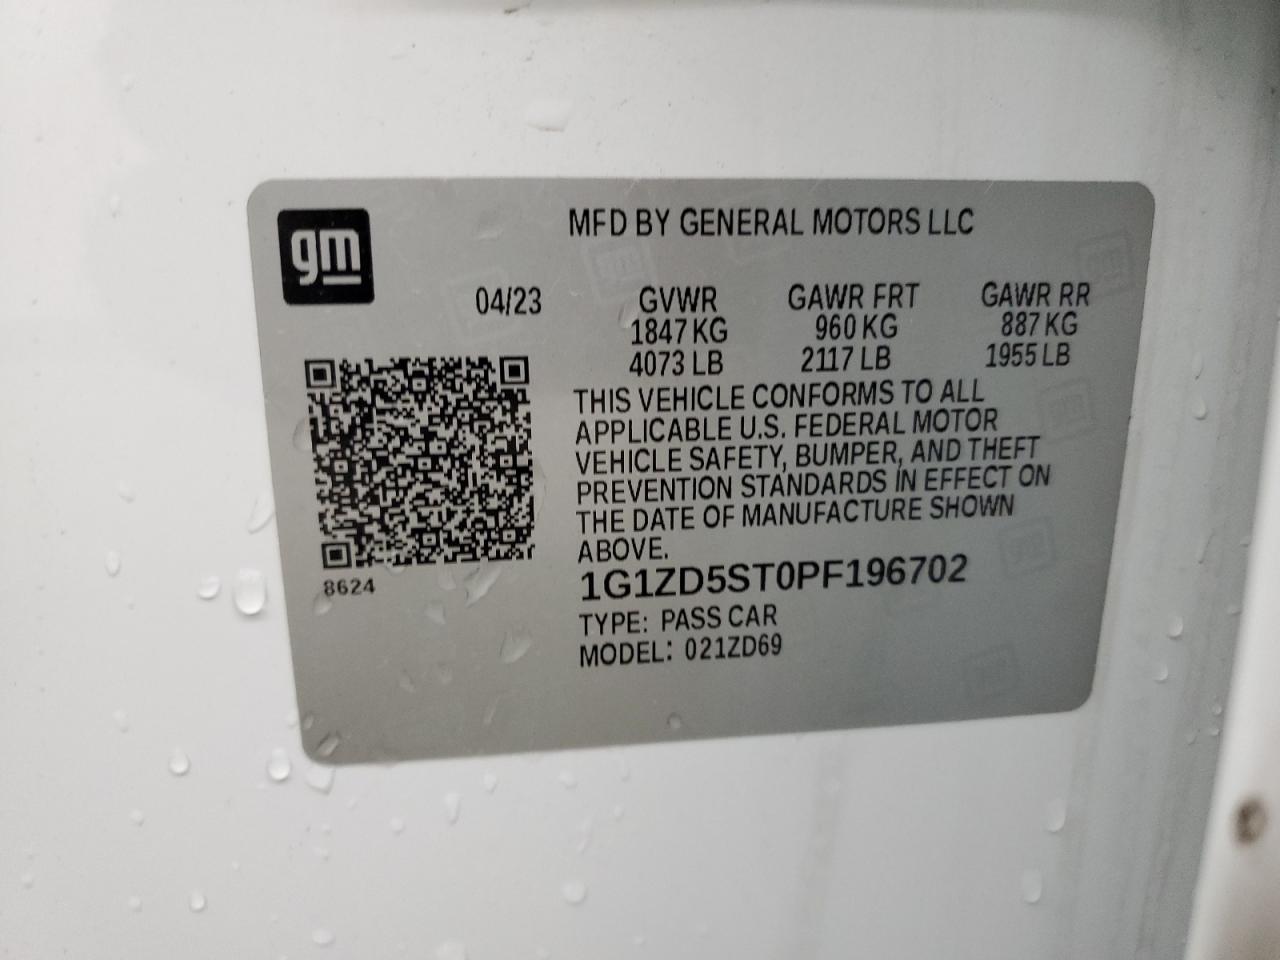 gm
MFD BY GENERAL MOTORS LLC
04/23
GVWR GAWR FRT GAWR RR
1847 KG 960 KG 887 KG
4073 LB 2117 LB 1955 LB
THIS VEHICLE CONFORMS TO ALL
APPLICABLE U.S. FEDERAL MOTOR
VEHICLE SAFETY, BUMPER, AND THEFT
PREVENTION STANDARDS IN EFFECT ON
THE DATE OF MANUFACTURE SHOWN
ABOVE.
8624
1G1ZD5ST0PF196702
TYPE: PASS CAR
MODEL: 021ZD69